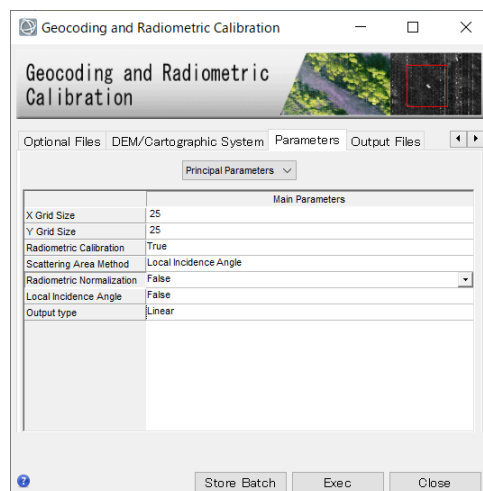 Geocoding and Radiometric Calibration
Geocoding and Radiometric
Calibration
Optional Files DEM/Cartographic System Parameters Output Files
Principal Parameters
Main Parameters
X Grid Size 25
Y Grid Size 25
Radiometric Calibration True
Scattering Area Method Local Incidence Angle
Radiometric Normalization False
Local Incidence Angle False
Output type Linear
Store Batch Exec Close